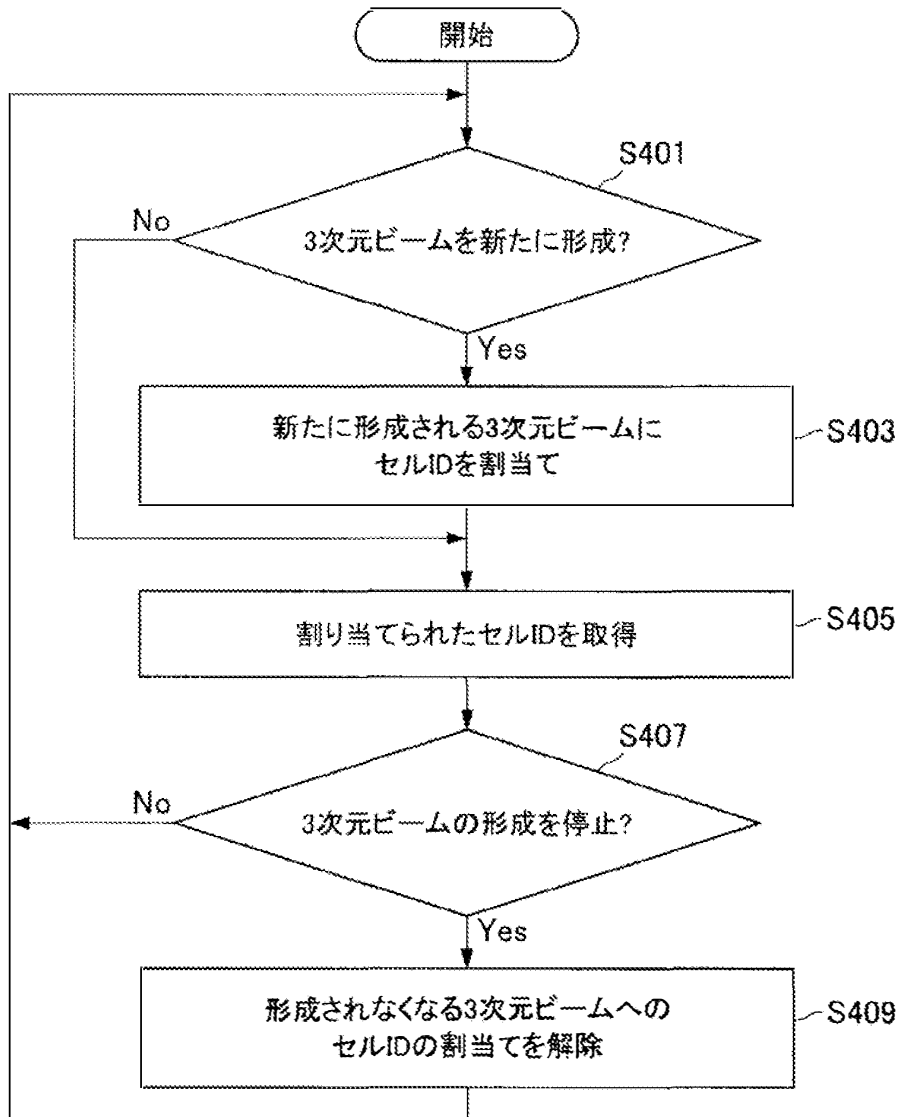 開始
S401
No
3次元ビームを新たに形成?
Yes
新たに形成される3次元ビームに
セルIDを割当て
S403
割り当てられたセルIDを取得
S405
S407
No
3次元ビームの形成を停止?
Yes
形成されなくなる3次元ビームへの
セルIDの割当てを解除
S409